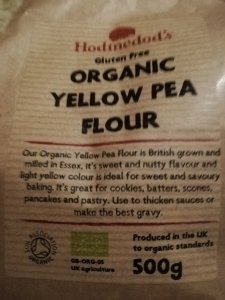 Hodmedod's
Gluten Free
ORGANIC
YELLOW PEA
FLOUR
Our Organic Yellow Pea Flour is British grown and
milled in Essex, it's sweet and nutty flavour and
light yellow colour is ideal for sweet and savoury
baking. It's great for cookies, batters, scones,
pancakes and pastry. Use to thicken sauces or
make the best gravy.
SOIL ASSOCIATION
ORGANIC
GB-ORG-05
UK agriculture
Produced in the UK
to organic standards
500g